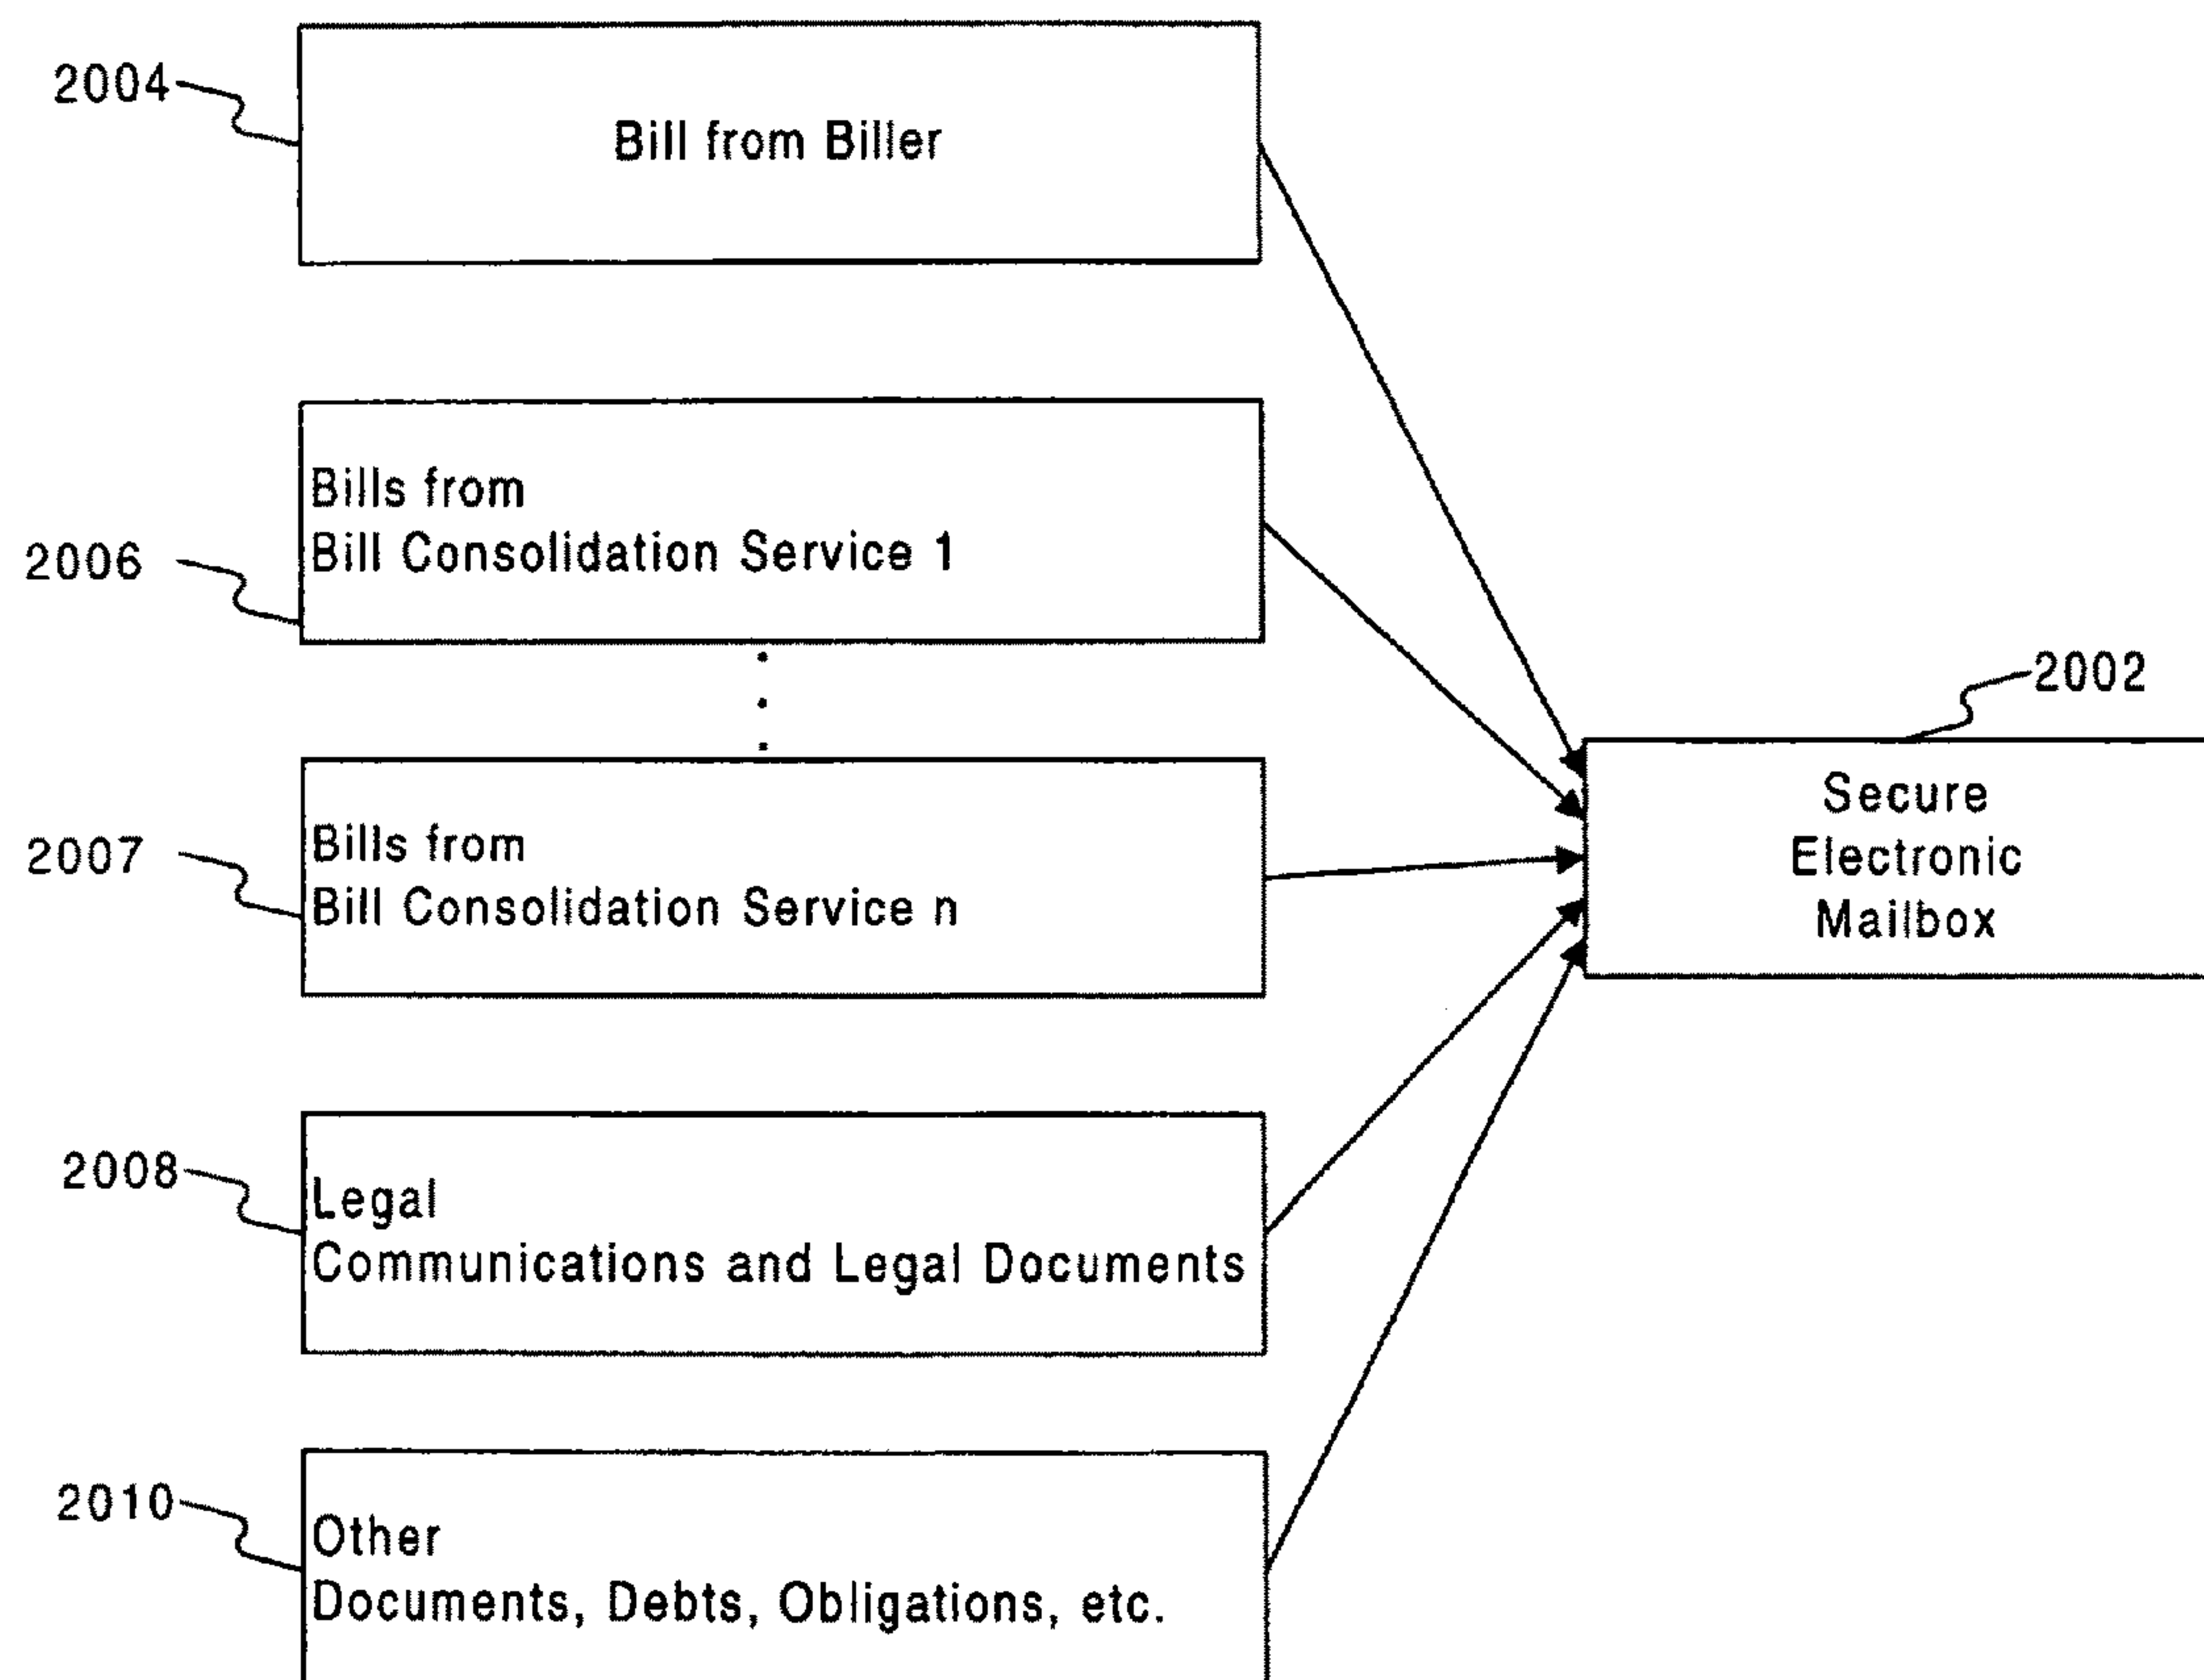 2004
Bill from Biller
Bills from
Bill Consolidation Service 1
2006
2002
Secure
Electronic
Mailbox
Bills from
2007
Bill Consolidation Service n
2008
Legal
Communications and Legal Documents
2010
Other
Documents, Debts, Obligations, etc.